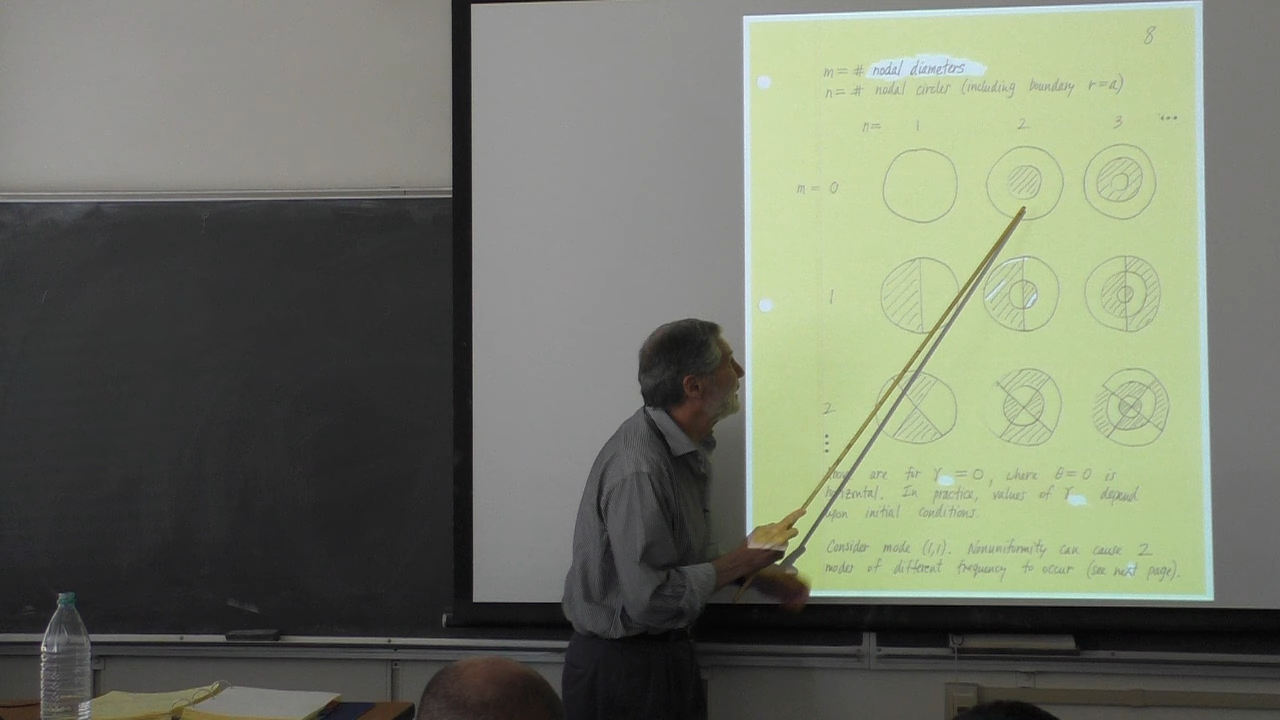 8
m = # nodal diameters
n = # nodal circles (including boundary r=a)
n= 1 2 3 ...
m = 0
1
2
are for γ = 0, where θ=0 is
horizontal. In practice, values of γ depend
upon initial conditions.
Consider mode (1,1). Nonuniformity can cause 2
modes of different frequency to occur (see next page).